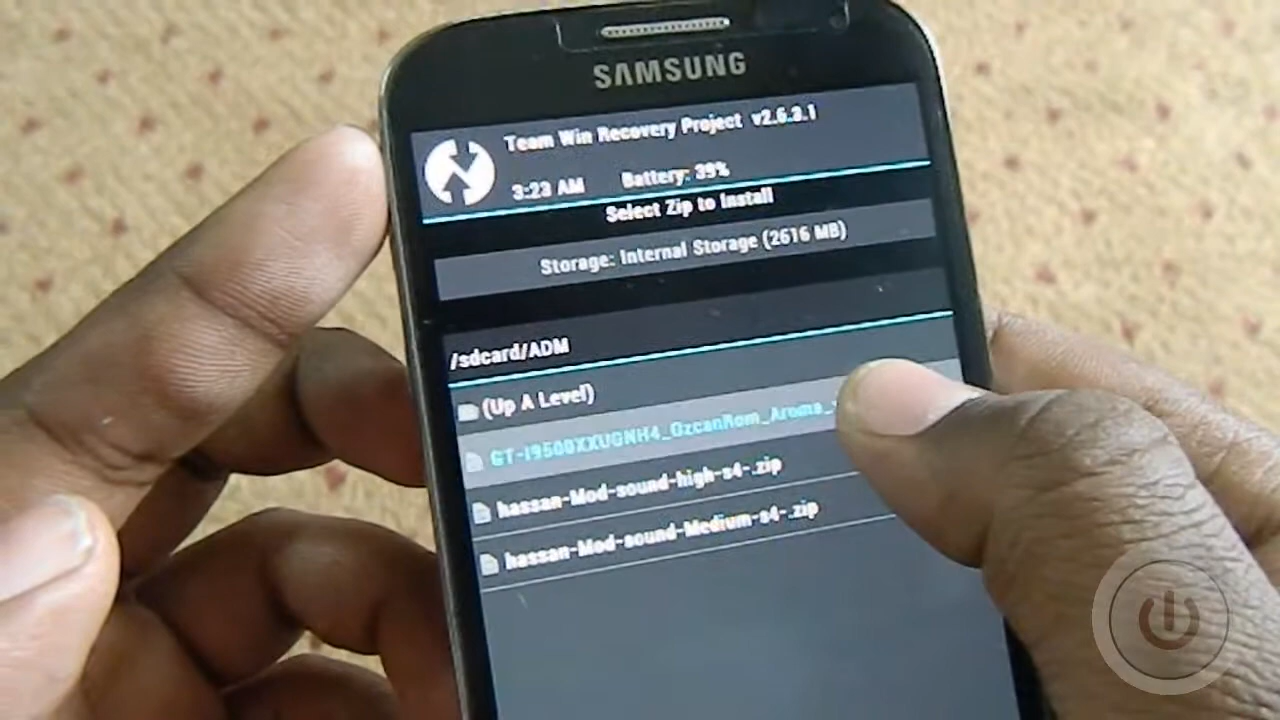 SAMSUNG
Team Win Recovery Project v2.6.3.1
3:23 AM Battery: 39%
Select Zip to Install
Storage: Internal Storage (2616 MB)
/sdcard/ADM
(Up A Level)
GT-I9500XXUGNH4_OzcanRom_Aroma_
hassan-Mod-sound-high-s4-.zip
hassan-Mod-sound-Medium-s4-.zip